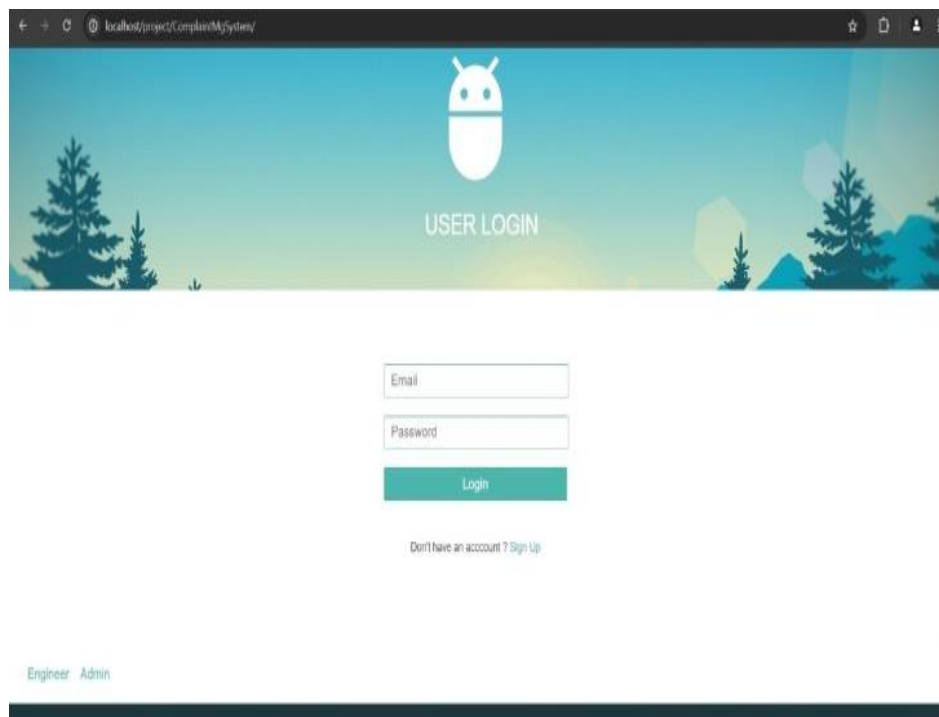 localhost/project/ComplaintMgSystem/
USER LOGIN
Email
Password
Login
Don't have an acccount ? Sign Up
Engineer Admin